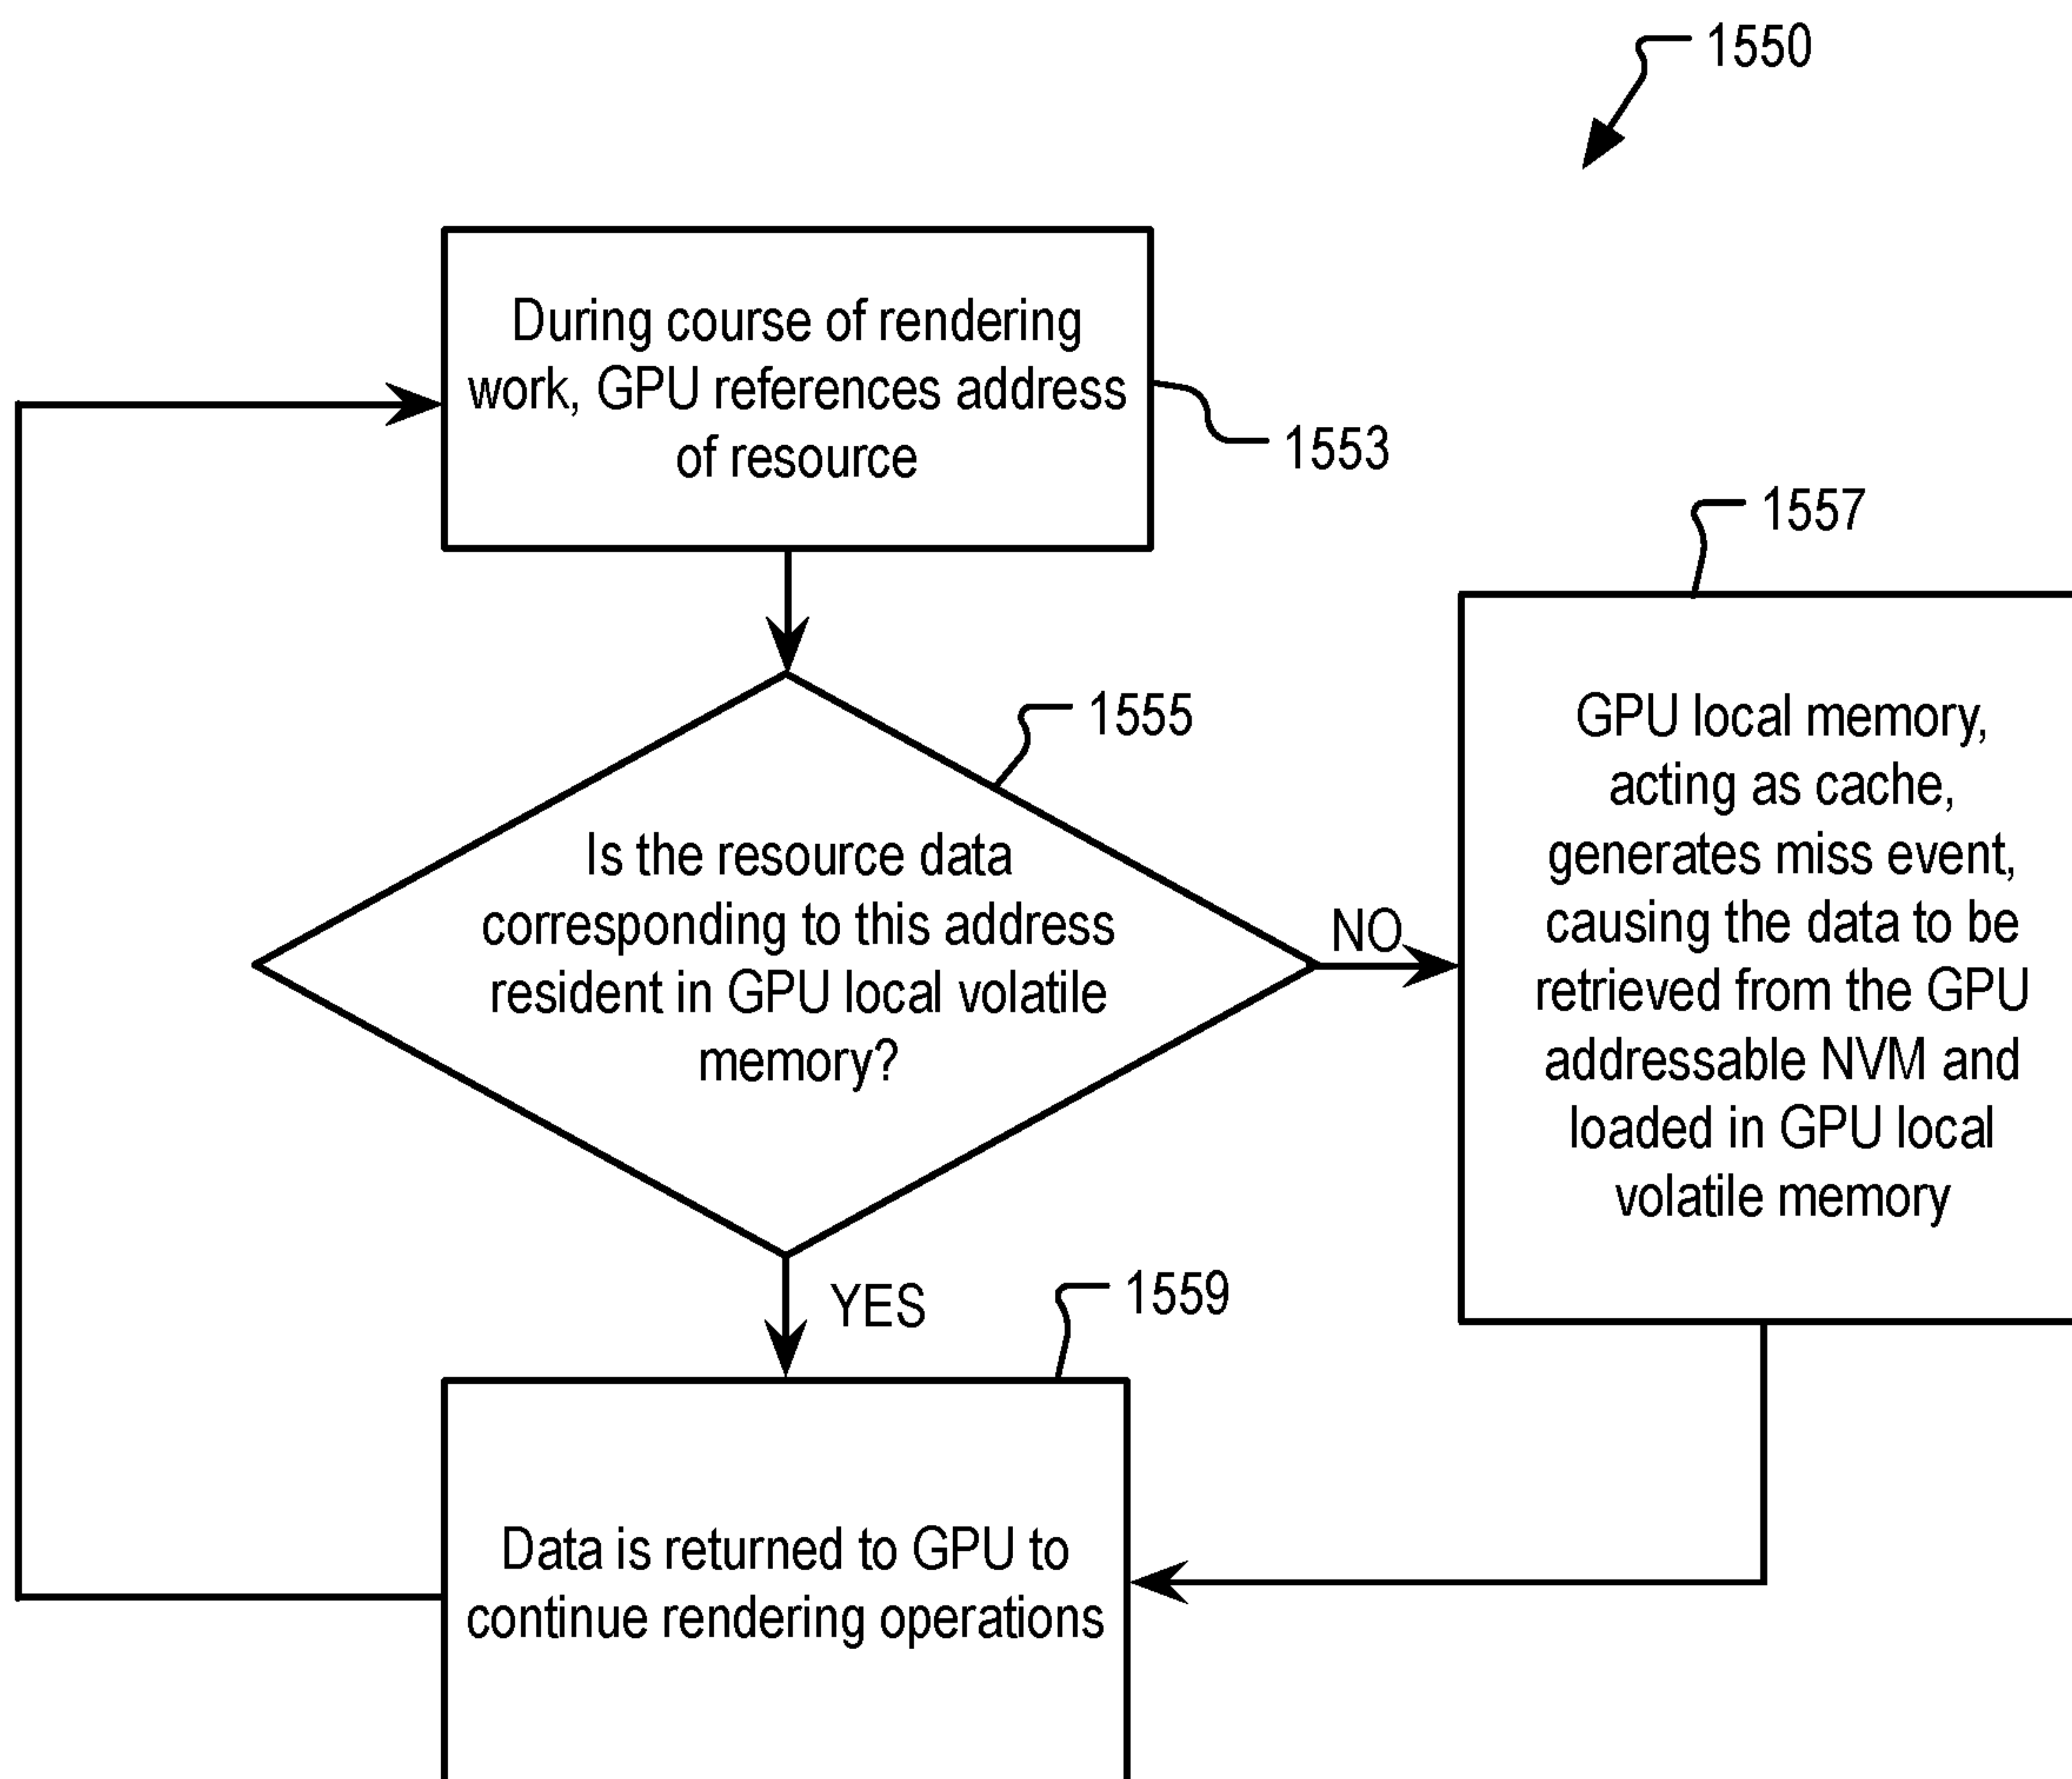 1550
During course of rendering
work, GPU references address
of resource
1553
1557
1555
Is the resource data
corresponding to this address
resident in GPU local volatile
memory?
NO
GPU local memory,
acting as cache,
generates miss event,
causing the data to be
retrieved from the GPU
addressable NVM and
loaded in GPU local
volatile memory
YES
1559
Data is returned to GPU to
continue rendering operations